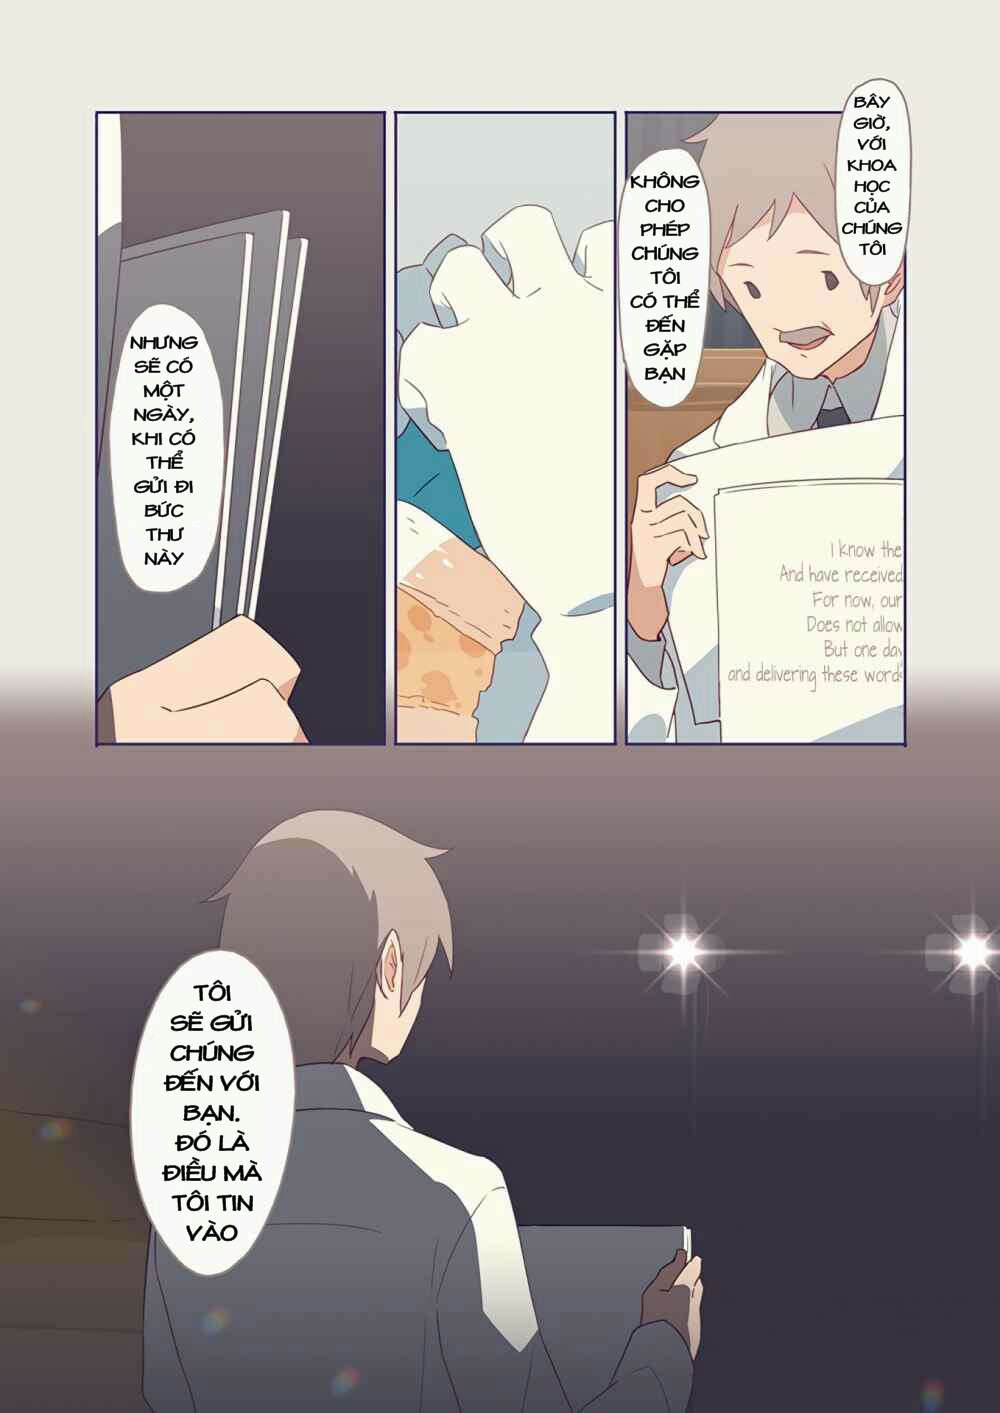 BÂY
GIỜ,
VỚI
KHOA
HỌC
CỦA
CHÚNG
TÔI
KHÔNG
CHO
PHÉP
CHÚNG
TÔI
CÓ THỂ
ĐẾN
GẶP
BẠN
I know the
And have received
For now, our
Does not allow
But one day
and delivering these words
NHƯNG
SẼ CÓ
MỘT
NGÀY,
KHI CÓ
THỂ
GỬI ĐI
BỨC
THƯ
NÀY
TÔI
SẼ GỬI
CHÚNG
ĐẾN VỚI
BẠN.
ĐÓ LÀ
ĐIỀU MÀ
TÔI TIN
VÀO